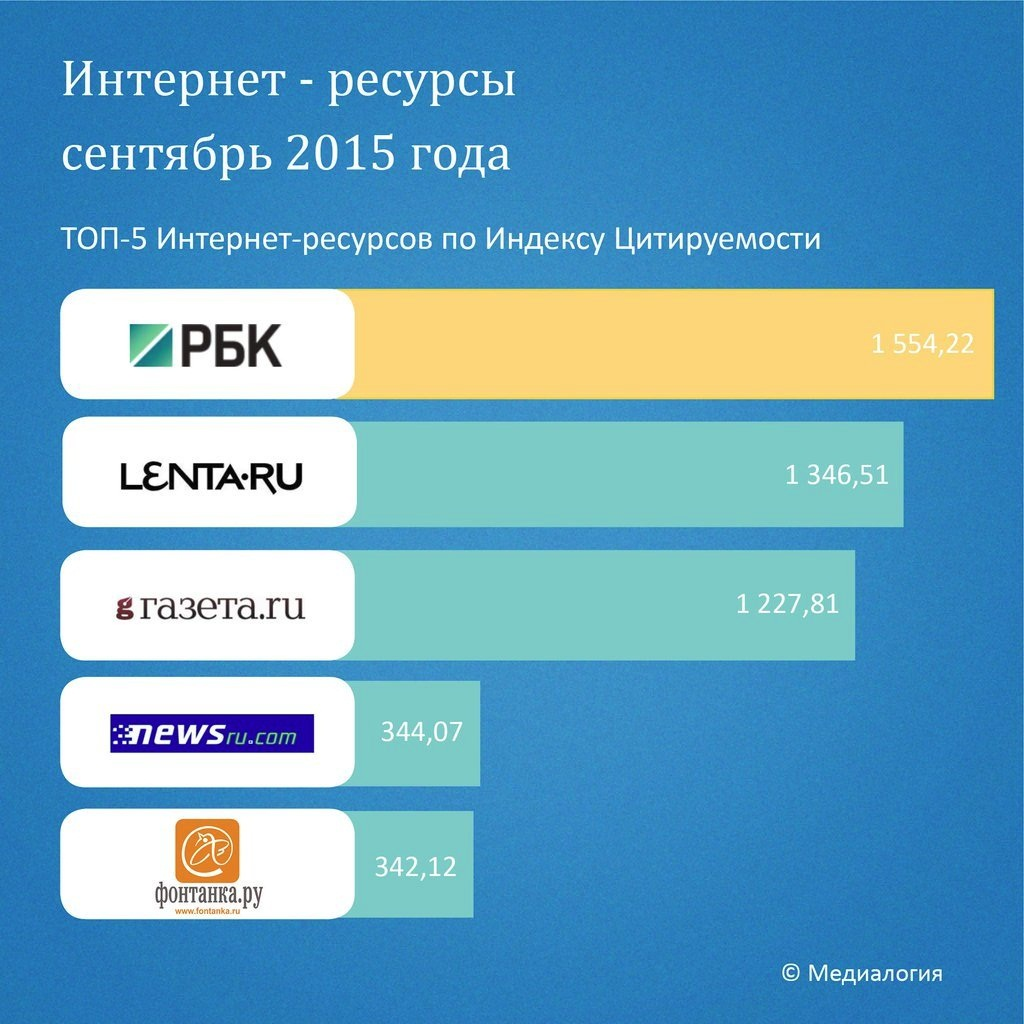 Интернет - ресурсы
сентябрь 2015 года
ТОП-5 Интернет-ресурсов по Индексу Цитируемости
РБК
1 554,22
LENTA·RU
1 346,51
g газета.ru
1 227,81
newsru.com
344,07
фонтанка.ру
www.fontanka.ru
342,12
© Медиалогия